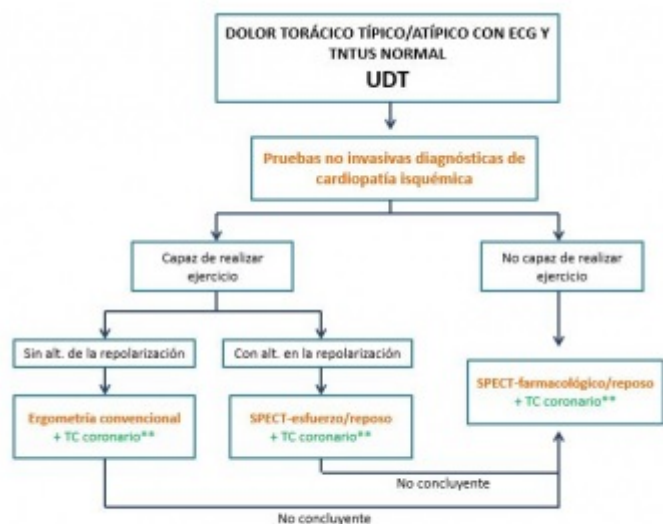 DOLOR TORÁCICO TÍPICO/ATÍPICO CON ECG Y
TNTUS NORMAL
UDT
Pruebas no invasivas diagnósticas de
cardiopatía isquémica
Capaz de realizar
ejercicio
No capaz de realizar
ejercicio
Sin alt. de la repolarización
Con alt. en la repolarización
Ergometría convencional
+ TC coronario**
SPECT-esfuerzo/reposo
+ TC coronario**
SPECT-farmacológico/reposo
+ TC coronario**
No concluyente
No concluyente